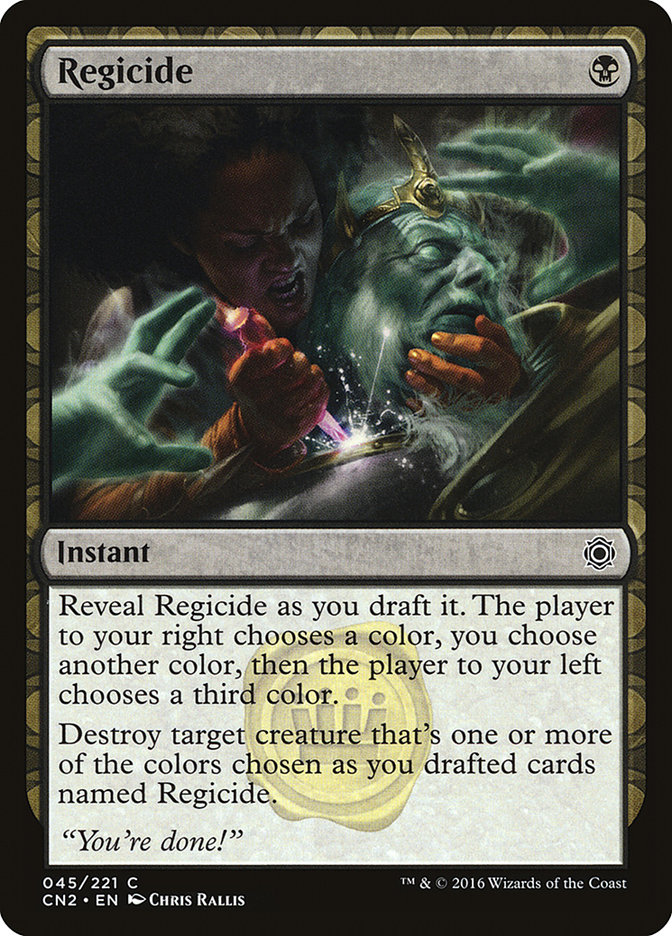 Regicide
Instant
Reveal Regicide as you draft it. The player
to your right chooses a color, you choose
another color, then the player to your left
chooses a third color.
Destroy target creature that's one or more
of the colors chosen as you drafted cards
named Regicide.
“You're done!”
045/221 C
CN2 • EN Chris Rallis
™ & © 2016 Wizards of the Coast